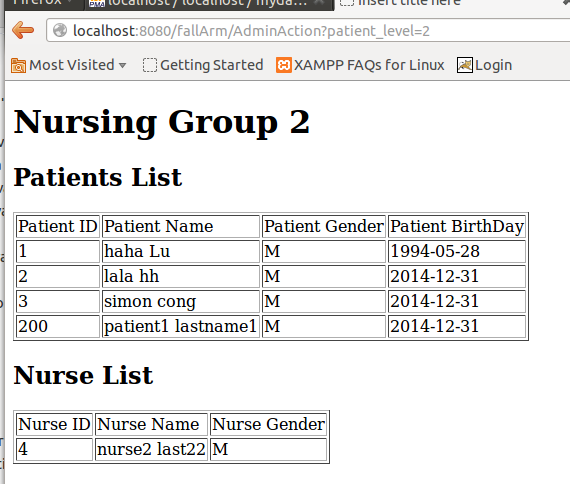 localhost / localhost / myda...
Insert title here
localhost:8080/fallArm/AdminAction?patient_level=2
Most Visited Getting Started XAMPP FAQs for Linux Login
Nursing Group 2
Patients List
Patient ID Patient Name Patient Gender Patient BirthDay
1 haha Lu M 1994-05-28
2 lala hh M 2014-12-31
3 simon cong M 2014-12-31
200 patient1 lastname1 M 2014-12-31
Nurse List
Nurse ID Nurse Name Nurse Gender
4 nurse2 last22 M